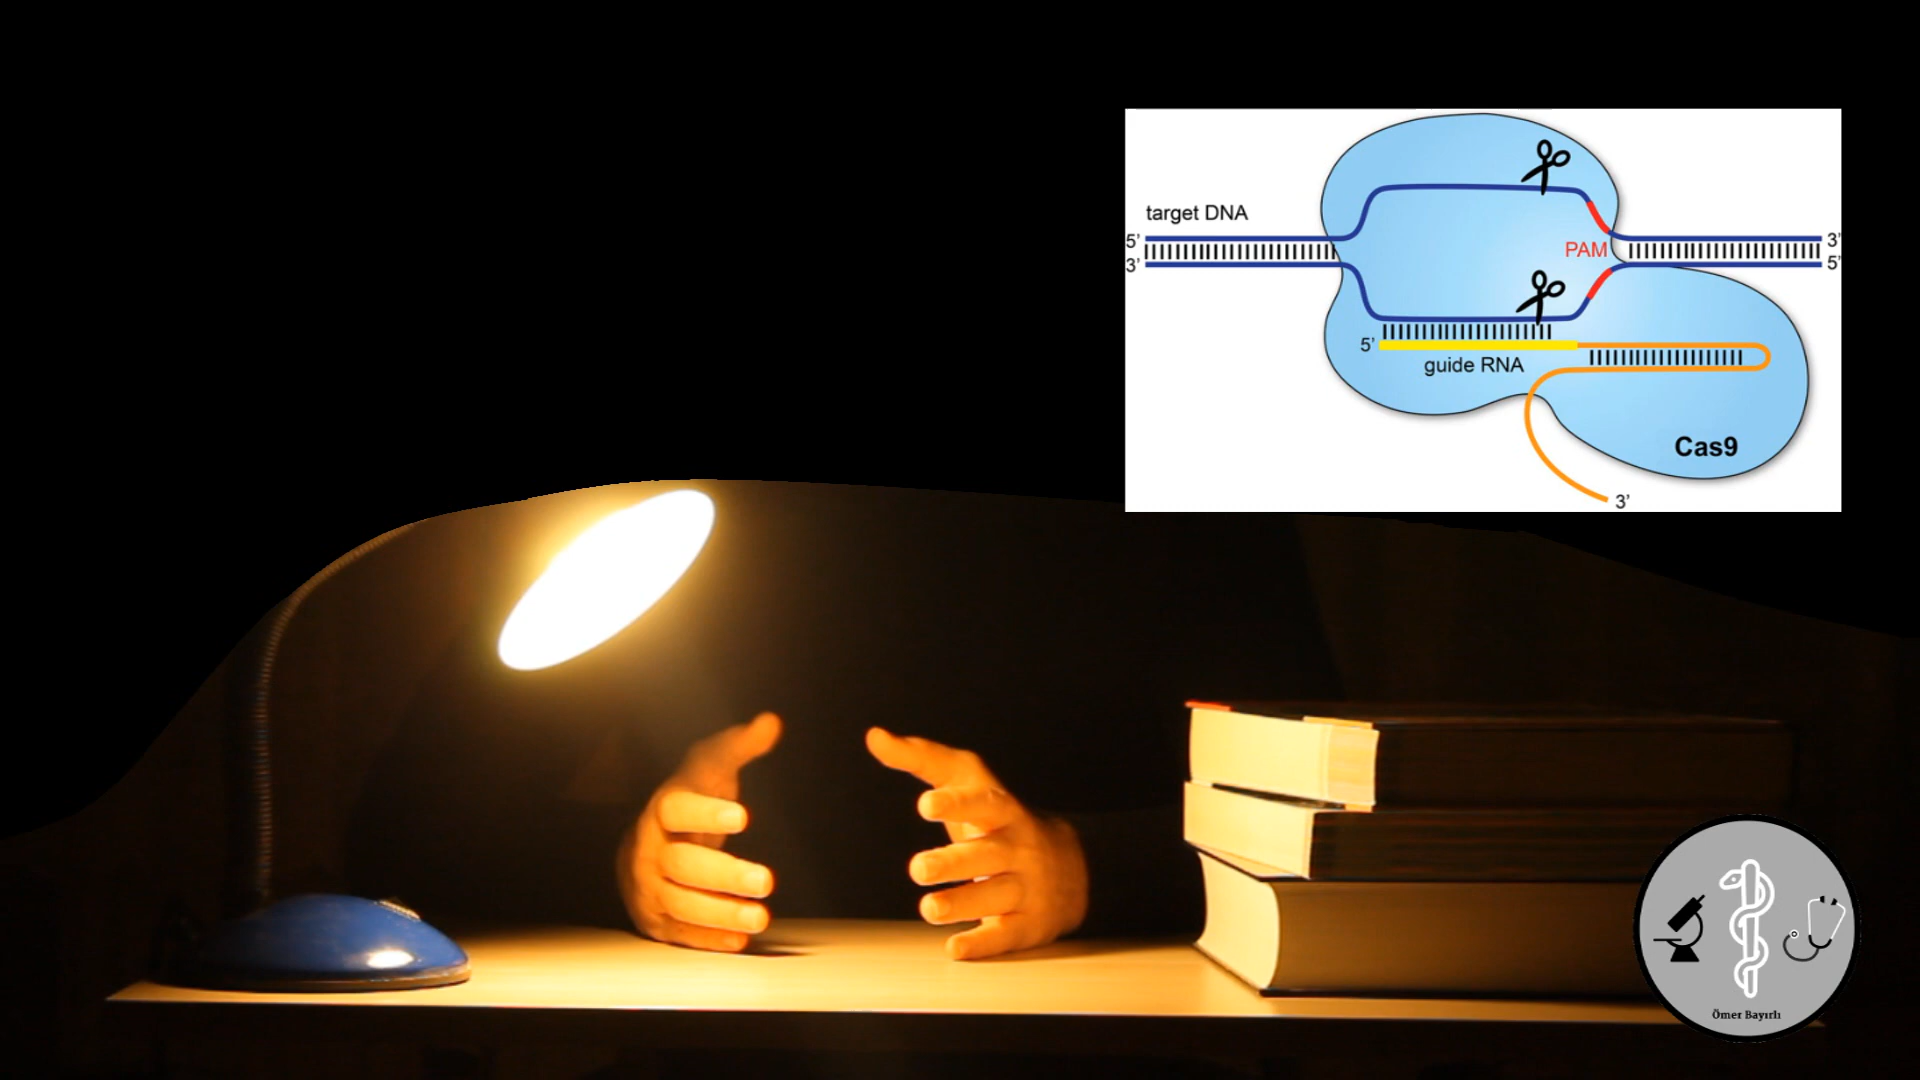 target DNA
5’
3’
3’
5’
PAM
5’
guide RNA
Cas9
3’
Ömer Bayırlı